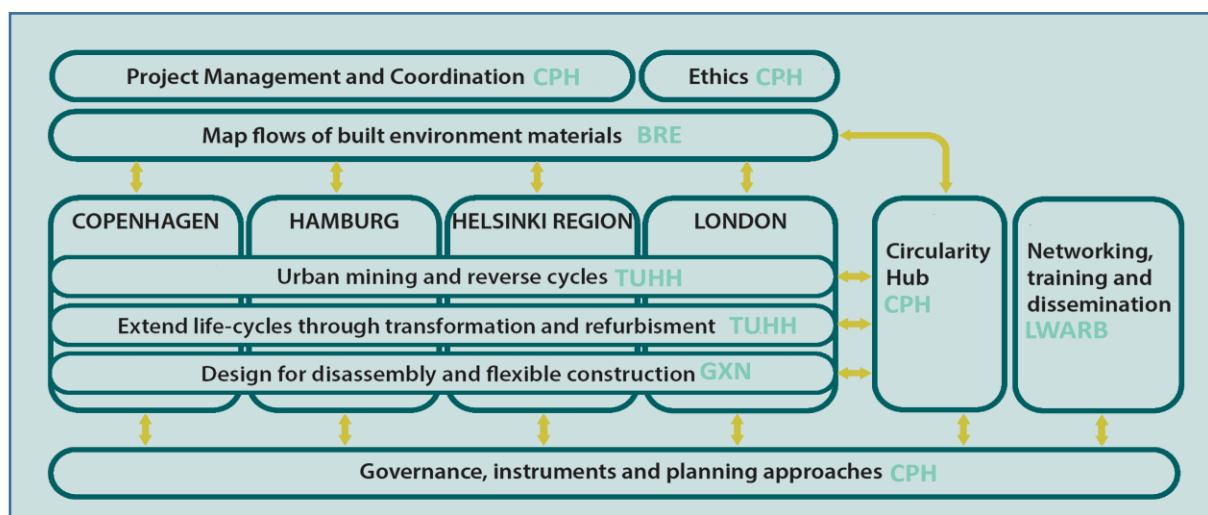 Project Management and Coordination CPH
Ethics CPH
Map flows of built environment materials BRE
COPENHAGEN
HAMBURG
HELSINKI REGION
LONDON
Urban mining and reverse cycles TUHH
Extend life-cycles through transformation and refurbisment TUHH
Design for disassembly and flexible construction GXN
Circularity
Hub
CPH
Networking,
training and
dissemination
LWARB
Governance, instruments and planning approaches CPH